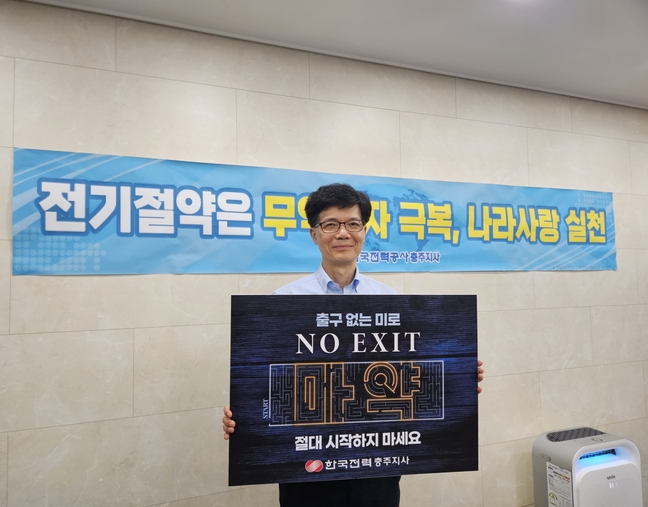 전기절약은 무 자 극복, 나라사랑 실천
한국전력공사 충주지사
출구 없는 미로
NO EXIT
START
마약
절대 시작하지 마세요
한국전력 충주지사